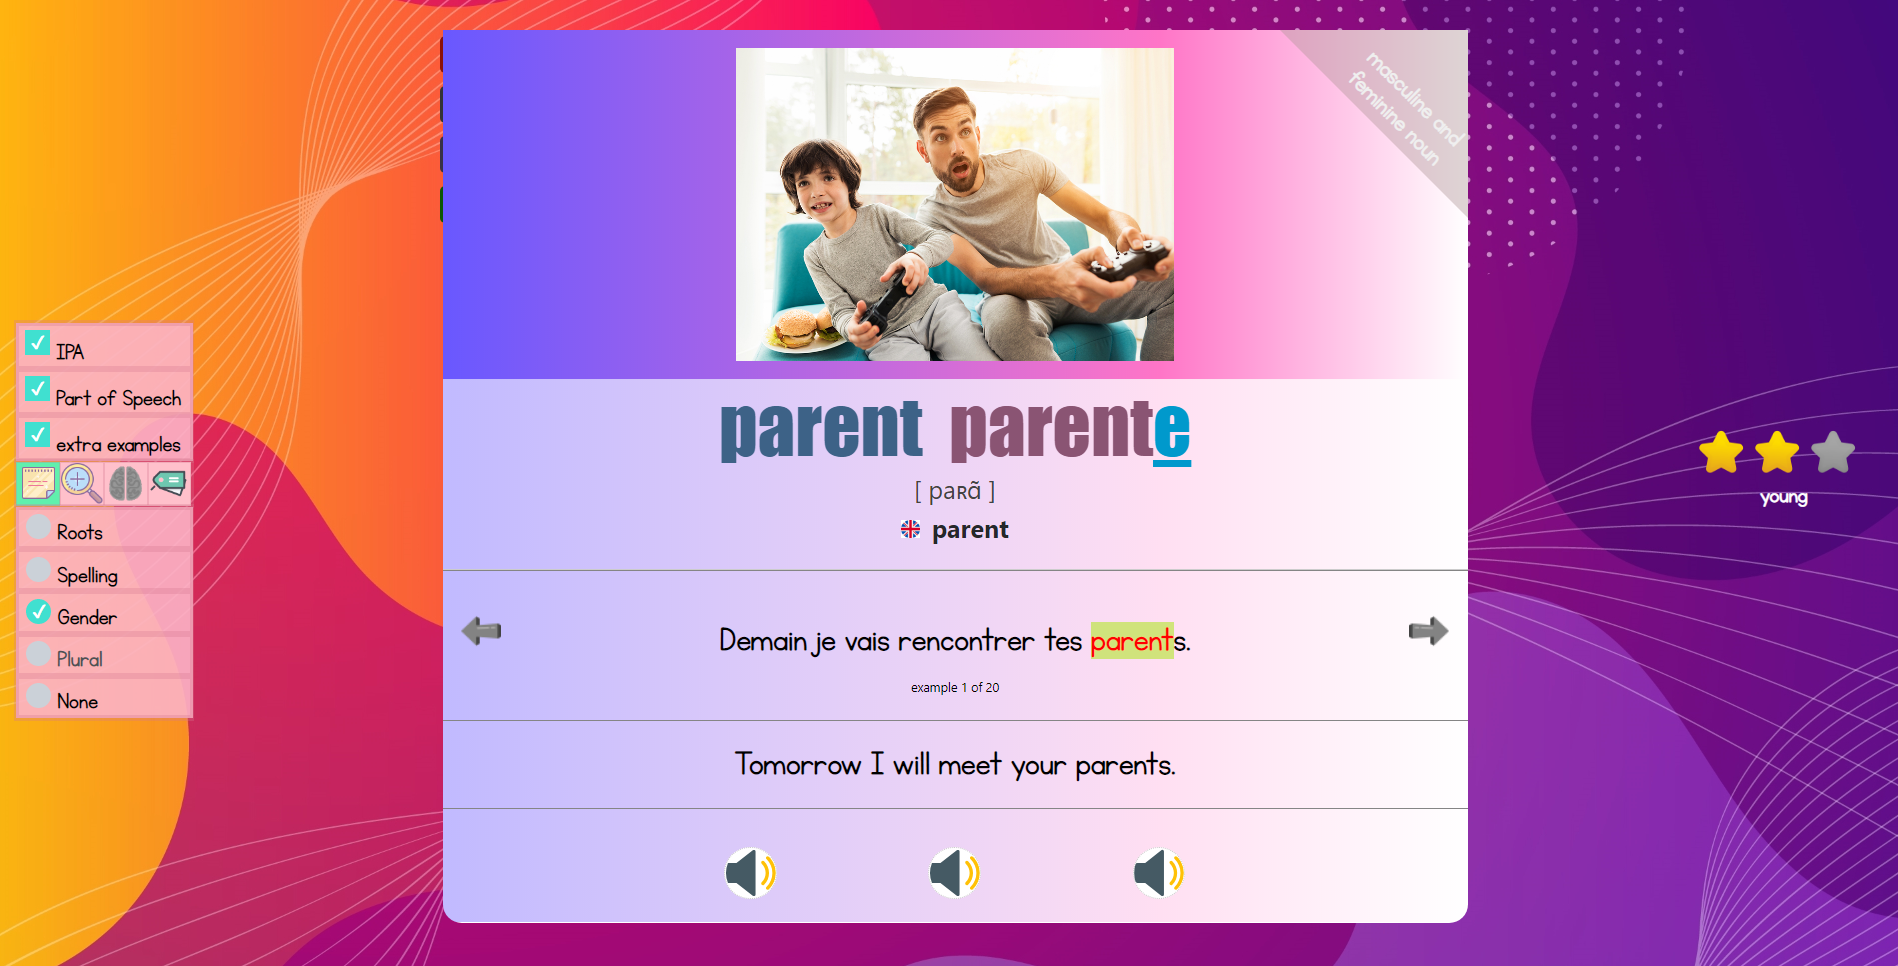 masculine and
feminine noun
IPA
Part of Speech
extra examples
Roots
Spelling
Gender
Plural
None
parent parente
[ paʀɑ̃ ]
parent
Demain je vais rencontrer tes parents.
example 1 of 20
Tomorrow I will meet your parents.
young